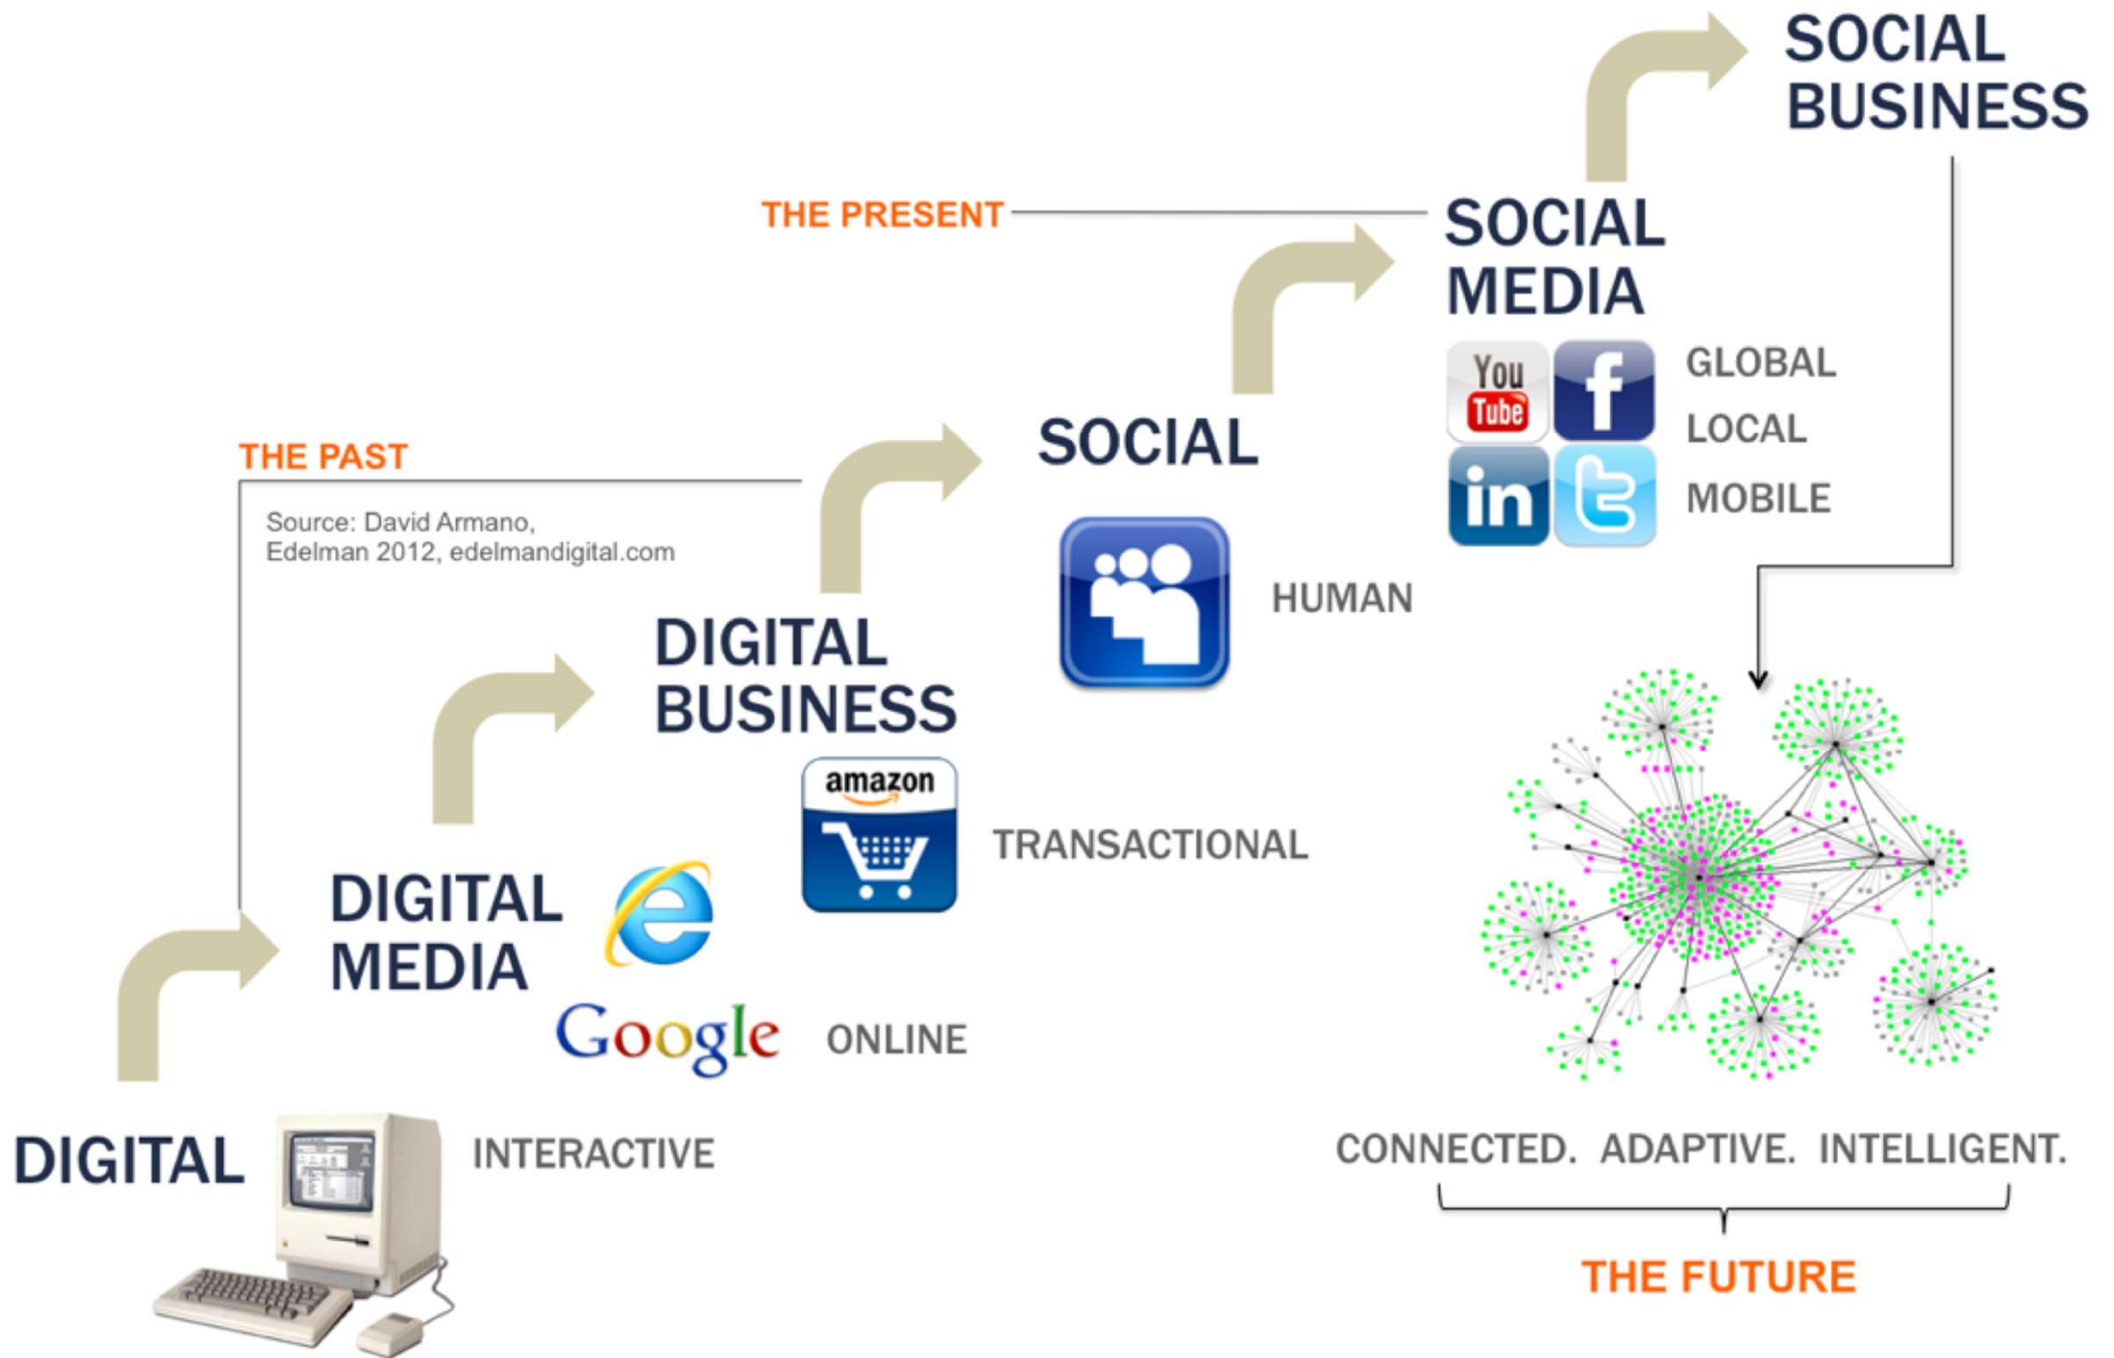 SOCIAL
BUSINESS
THE PRESENT
SOCIAL
MEDIA
You
Tube
f
in
t
GLOBAL
LOCAL
MOBILE
SOCIAL
HUMAN
THE PAST
Source: David Armano,
Edelman 2012, edelmandigital.com
DIGITAL
BUSINESS
amazon
TRANSACTIONAL
DIGITAL
MEDIA
e
Google
ONLINE
DIGITAL
INTERACTIVE
CONNECTED. ADAPTIVE. INTELLIGENT.
THE FUTURE